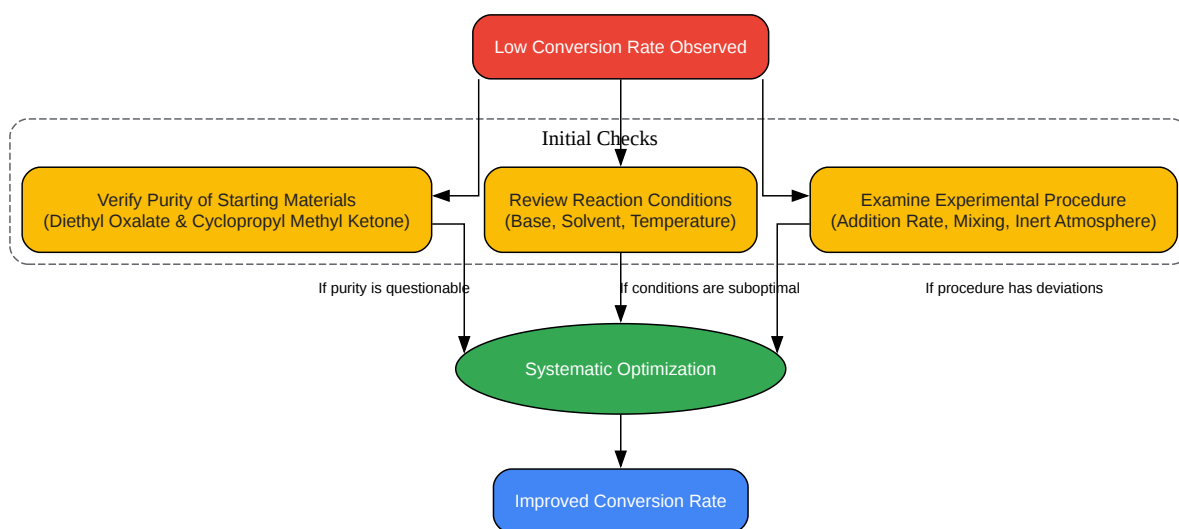 Low Conversion Rate Observed
Initial Checks
Verify Purity of Starting Materials
(Diethyl Oxalate & Cyclopropyl Methyl Ketone)
Review Reaction Conditions
(Base, Solvent, Temperature)
Examine Experimental Procedure
(Addition Rate, Mixing, Inert Atmosphere)
If purity is questionable
If conditions are suboptimal
If procedure has deviations
Systematic Optimization
Improved Conversion Rate